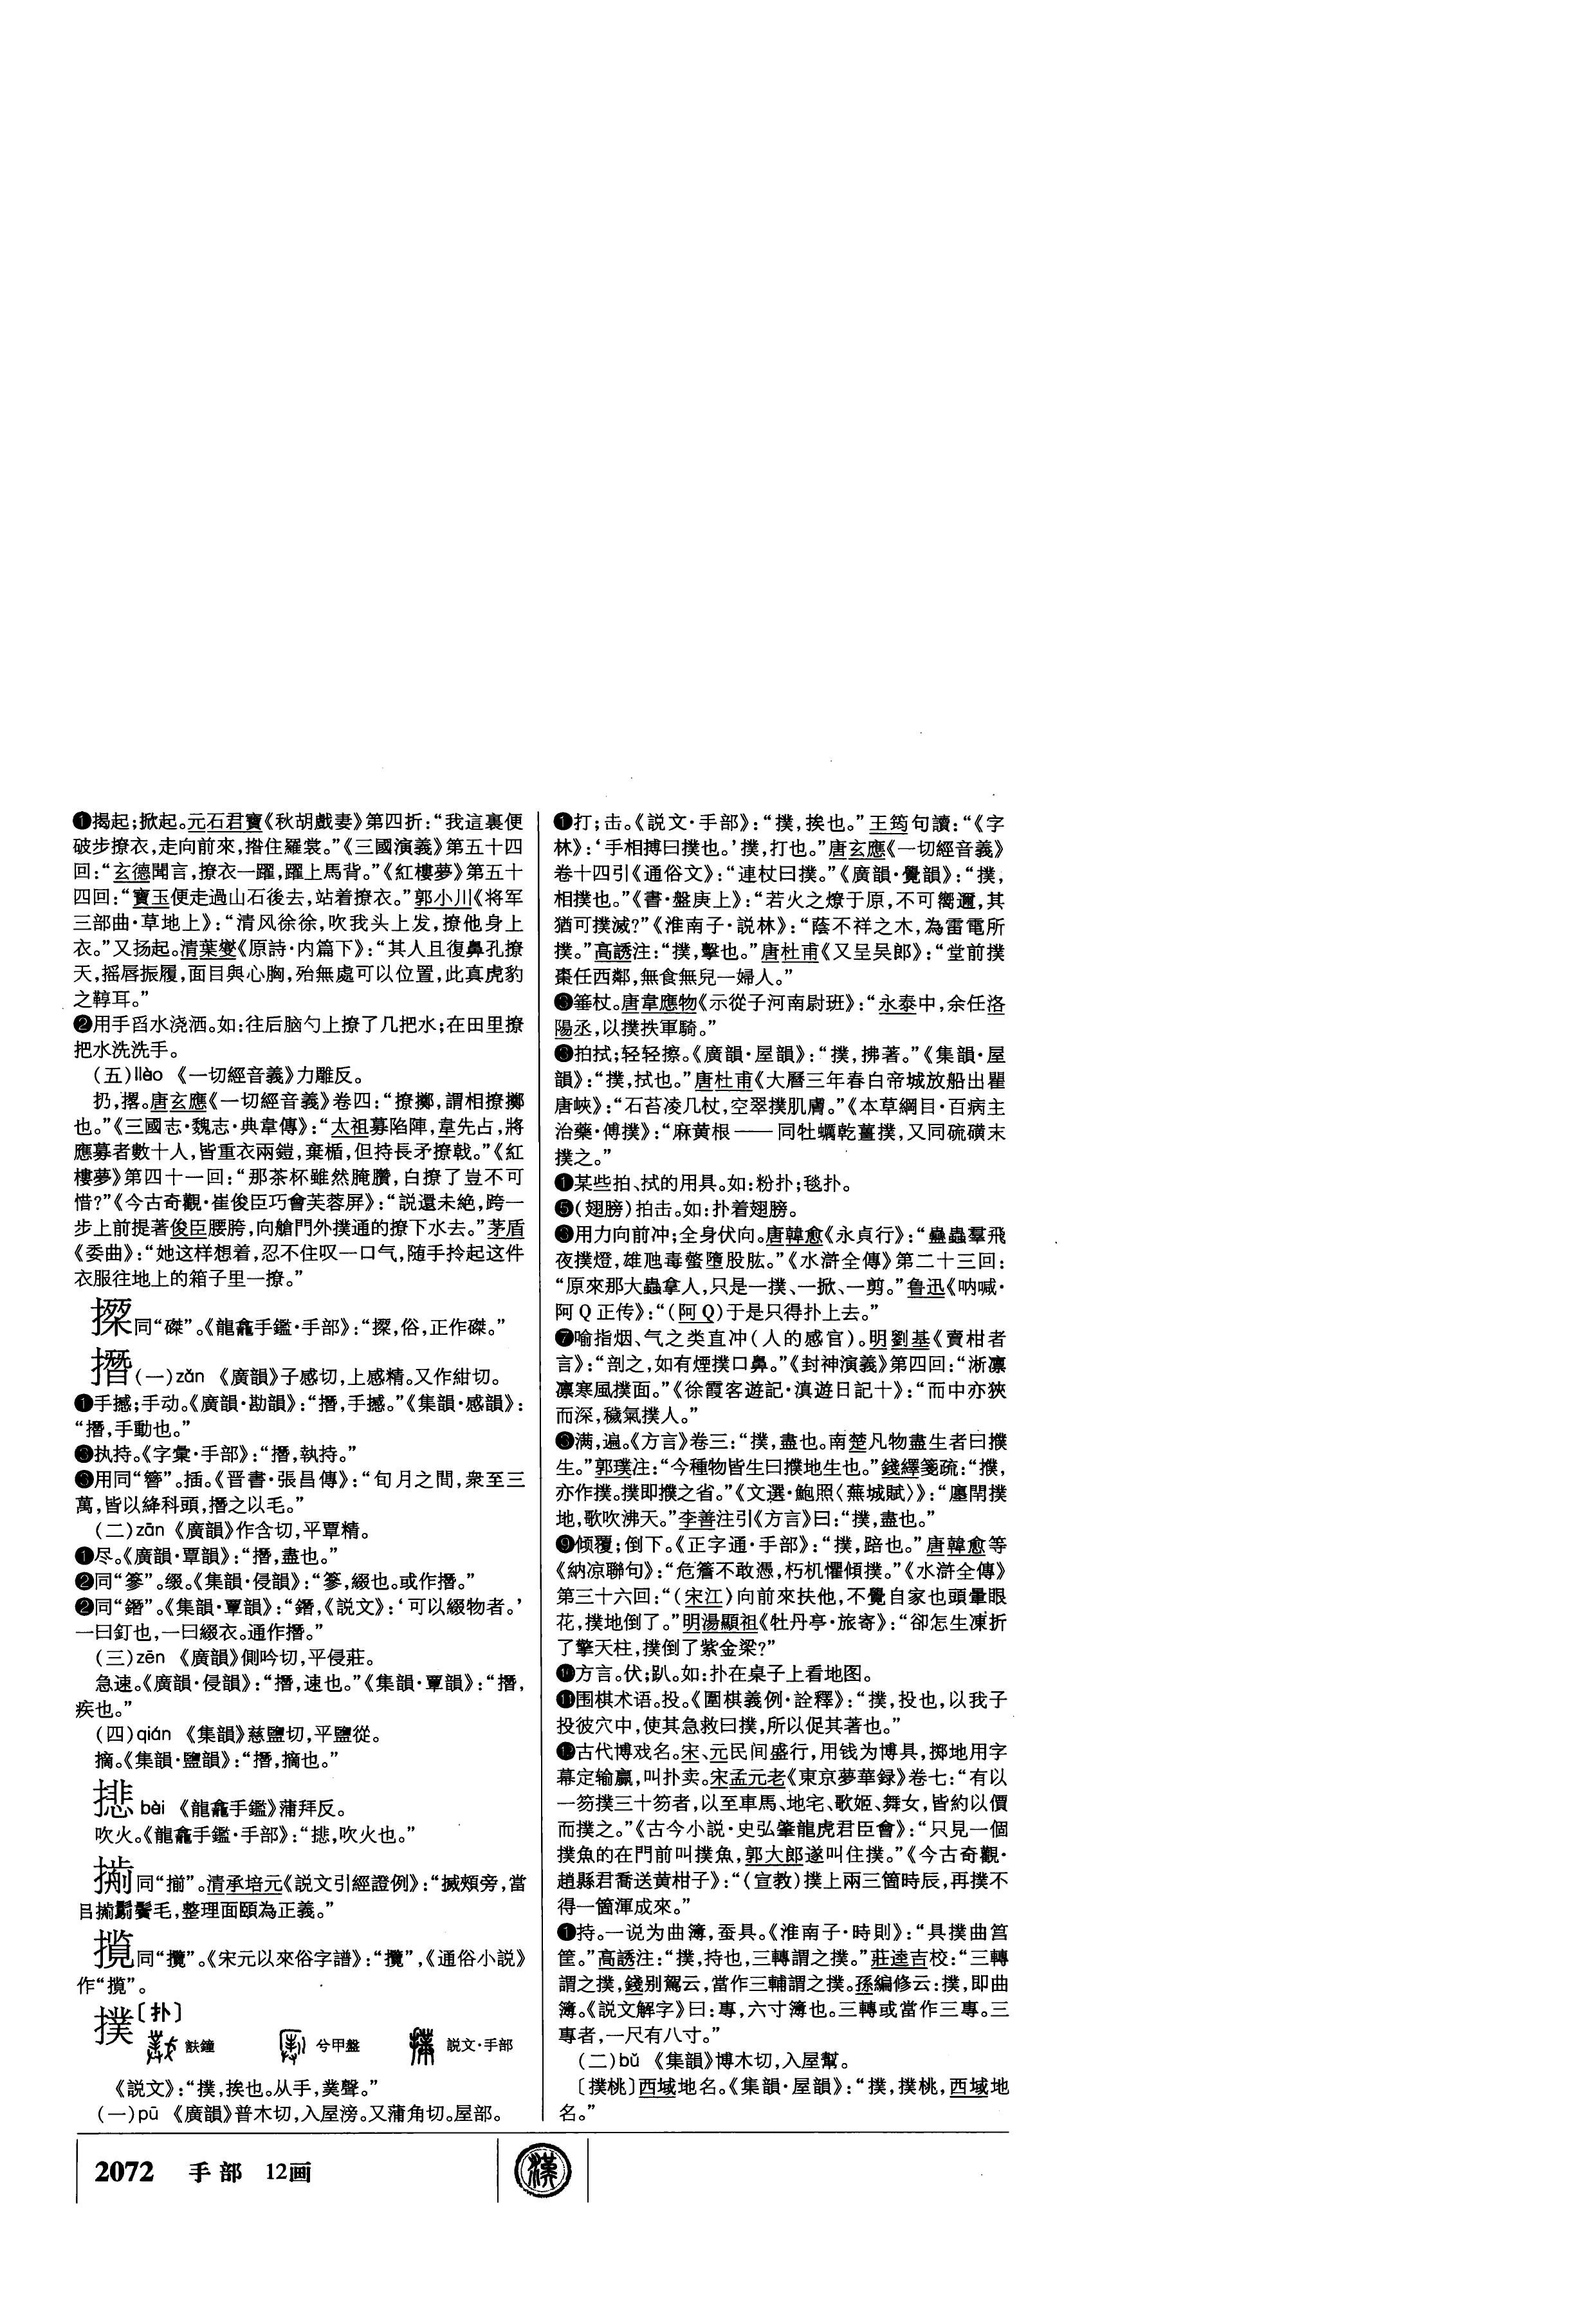 ❶揭起;掀起。元石君寶《秋胡戲妻》第四折:“我這裏便
破步撩衣,走向前來,揝住羅裳。”《三國演義》第五十四
回:“玄德聞言,撩衣一躍,躍上馬背。”《紅樓夢》第五十
四回:“寶玉便走過山石後去,站着撩衣。”郭小川《将军
三部曲·草地上》:“清风徐徐,吹我头上发,撩他身上
衣。”又扬起。清葉燮《原詩·内篇下》:“其人且復鼻孔撩
天,摇唇振履,面目與心胸,殆無處可以位置,此真虎豹
之鞟耳。”
❷用手舀水浇洒。如:往后脑勺上撩了几把水;在田里撩
把水洗洗手。
(五)liào 《一切經音義》力雕反。
扔,撂。唐玄應《一切經音義》卷四:“撩擲,謂相撩擲
也。”《三國志·魏志·典韋傳》:“太祖募陷陣,韋先占,將
應募者數十人,皆重衣兩鎧,棄楯,但持長矛撩戟。”《紅
樓夢》第四十一回:“那茶杯雖然腌臢,白撩了豈不可
惜?”《今古奇觀·崔俊臣巧會芙蓉屏》:“説還未絶,跨一
步上前提著俊臣腰胯,向艙門外撲通的撩下水去。”茅盾
《委曲》:“她这样想着,忍不住叹一口气,随手拎起这件
衣服往地上的箱子里一撩。”
同“磔”。《龍龕手鑑·手部》:“,俗,正作磔。”
撍(一)zǎn 《廣韻》子感切,上感精。又作紺切。
❶手撼;手动。《廣韻·勘韻》:“撍,手撼。”《集韻·感韻》:
“撍,手動也。”
❸执持。《字彙·手部》:“撍,執持。”
❸用同“簪”。插。《晋書·張昌傳》:“旬月之間,衆至三
萬,皆以絳科頭,撍之以毛。”
(二)zān 《廣韻》作含切,平覃精。
❶尽。《廣韻·覃韻》:“撍,盡也。”
❷同“篸”。缀。《集韻·侵韻》:“篸,綴也。或作撍。”
❷同“鐕”。《集韻·覃韻》:“鐕,《説文》:‘可以綴物者。’
一曰釘也,一曰綴衣。通作撍。”
(三)zēn 《廣韻》側吟切,平侵莊。
急速。《廣韻·侵韻》:“撍,速也。”《集韻·覃韻》:“撍,
疾也。”
(四)qián 《集韻》慈鹽切,平鹽從。
摘。《集韻·鹽韻》:“撍,摘也。”
bài 《龍龕手鑑》蒲拜反。
吹火。《龍龕手鑑·手部》:“,吹火也。”
同“揃”。清承培元《説文引經證例》:“搣頰旁,當
目鬋鬢毛,整理面頤為正義。”
同“攬”。《宋元以來俗字譜》:“攬”,《通俗小説》
作“”。
撲〔扑〕
㝬鐘 兮甲盤 説文·手部
《説文》:“撲,挨也。从手,菐聲。”
(一)pū 《廣韻》普木切,入屋滂。又蒲角切。屋部。
❶打;击。《説文·手部》:“撲,挨也。”王筠句讀:“《字
林》:‘手相搏曰撲也。’撲,打也。”唐玄應《一切經音義》
卷十四引《通俗文》:“連杖曰撲。”《廣韻·覺韻》:“撲,
相撲也。”《書·盤庚上》:“若火之燎于原,不可嚮邇,其
猶可撲滅?”《淮南子·説林》:“蔭不祥之木,為雷電所
撲。”高誘注:“撲,擊也。”唐杜甫《又呈吴郎》:“堂前撲
棗任西鄰,無食無兒一婦人。”
❸箠杖。唐韋應物《示從子河南尉班》:“永泰中,余任洛
陽丞,以撲抶軍騎。”
❸拍拭;轻轻擦。《廣韻·屋韻》:“撲,拂著。”《集韻·屋
韻》:“撲,拭也。”唐杜甫《大曆三年春白帝城放船出瞿
唐峽》:“石苔凌几杖,空翠撲肌膚。”《本草綱目·百病主
治藥·傅撲》:“麻黄根——同牡蠣乾薑撲,又同硫磺末
撲之。”
❶某些拍、拭的用具。如:粉扑;毯扑。
❺(翅膀)拍击。如:扑着翅膀。
❸用力向前冲;全身伏向。唐韓愈《永貞行》:“蠱蟲羣飛
夜撲燈,雄虺毒螫墮股肱。”《水滸全傳》第二十三回:
“原來那大蟲拿人,只是一撲、一掀、一剪。”鲁迅《呐喊·
阿Q正传》:“(阿Q)于是只得扑上去。”
❼喻指烟、气之类直冲(人的感官)。明劉基《賣柑者
言》:“剖之,如有煙撲口鼻。”《封神演義》第四回:“淅凛
凛寒風撲面。”《徐霞客遊記·滇遊日記十》:“而中亦狹
而深,穢氣撲人。”
❸满,遍。《方言》卷三:“撲,盡也。南楚凡物盡生者曰撲
生。”郭璞注:“今種物皆生曰撲地生也。”錢繹箋疏:“撲,
亦作撲。撲即撲之省。”《文選·鮑照〈蕪城賦〉》:“廛閈撲
地,歌吹沸天。”李善注引《方言》曰:“撲,盡也。”
❾倾覆;倒下。《正字通·手部》:“撲,踣也。”唐韓愈等
《納凉聯句》:“危簷不敢憑,朽机懼傾撲。”《水滸全傳》
第三十六回:“(宋江)向前來扶他,不覺自家也頭暈眼
花,撲地倒了。”明湯顯祖《牡丹亭·旅寄》:“卻怎生凍折
了擎天柱,撲倒了紫金梁?”
❿方言。伏;趴。如:扑在桌子上看地图。
⓫围棋术语。投。《圍棋義例·詮釋》:“撲,投也,以我子
投彼穴中,使其急救曰撲,所以促其著也。”
⓬古代博戏名。宋、元民间盛行,用钱为博具,掷地用字
幕定输赢,叫扑卖。宋孟元老《東京夢華録》卷七:“有以
一笏撲三十笏者,以至車馬、地宅、歌姬、舞女,皆約以價
而撲之。”《古今小説·史弘肇龍虎君臣會》:“只見一個
撲魚的在門前叫撲魚,郭大郎遂叫住撲。”《今古奇觀·
趙縣君喬送黄柑子》:“(宣教)撲上兩三箇時辰,再撲不
得一箇渾成來。”
❶持。一说为曲簿,蚕具。《淮南子·時則》:“具撲曲筥
筐。”高誘注:“撲,持也,三轉謂之撲。”莊逵吉校:“三轉
謂之撲,錢别駕云,當作三輔謂之撲。孫編修云:撲,即曲
簿。《説文解字》曰:專,六寸簿也。三轉或當作三專。三
專者,一尺有八寸。”
(二)bǔ 《集韻》博木切,入屋幫。
〔撲桃〕西域地名。《集韻·屋韻》:“撲,撲桃,西域地
名。”
2072 手部 12画
漢